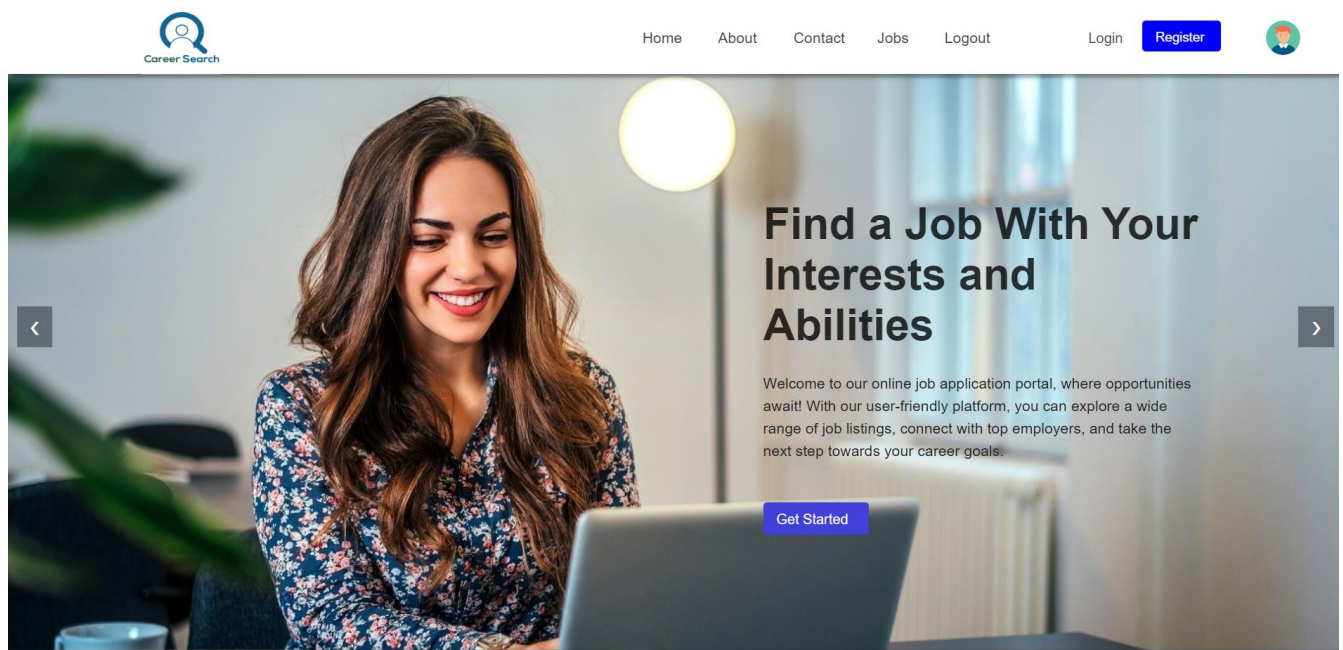 Career Search
Home About Contact Jobs Logout Login Register
Find a Job With Your
Interests and
Abilities
Welcome to our online job application portal, where opportunities
await! With our user-friendly platform, you can explore a wide
range of job listings, connect with top employers, and take the
next step towards your career goals.
Get Started